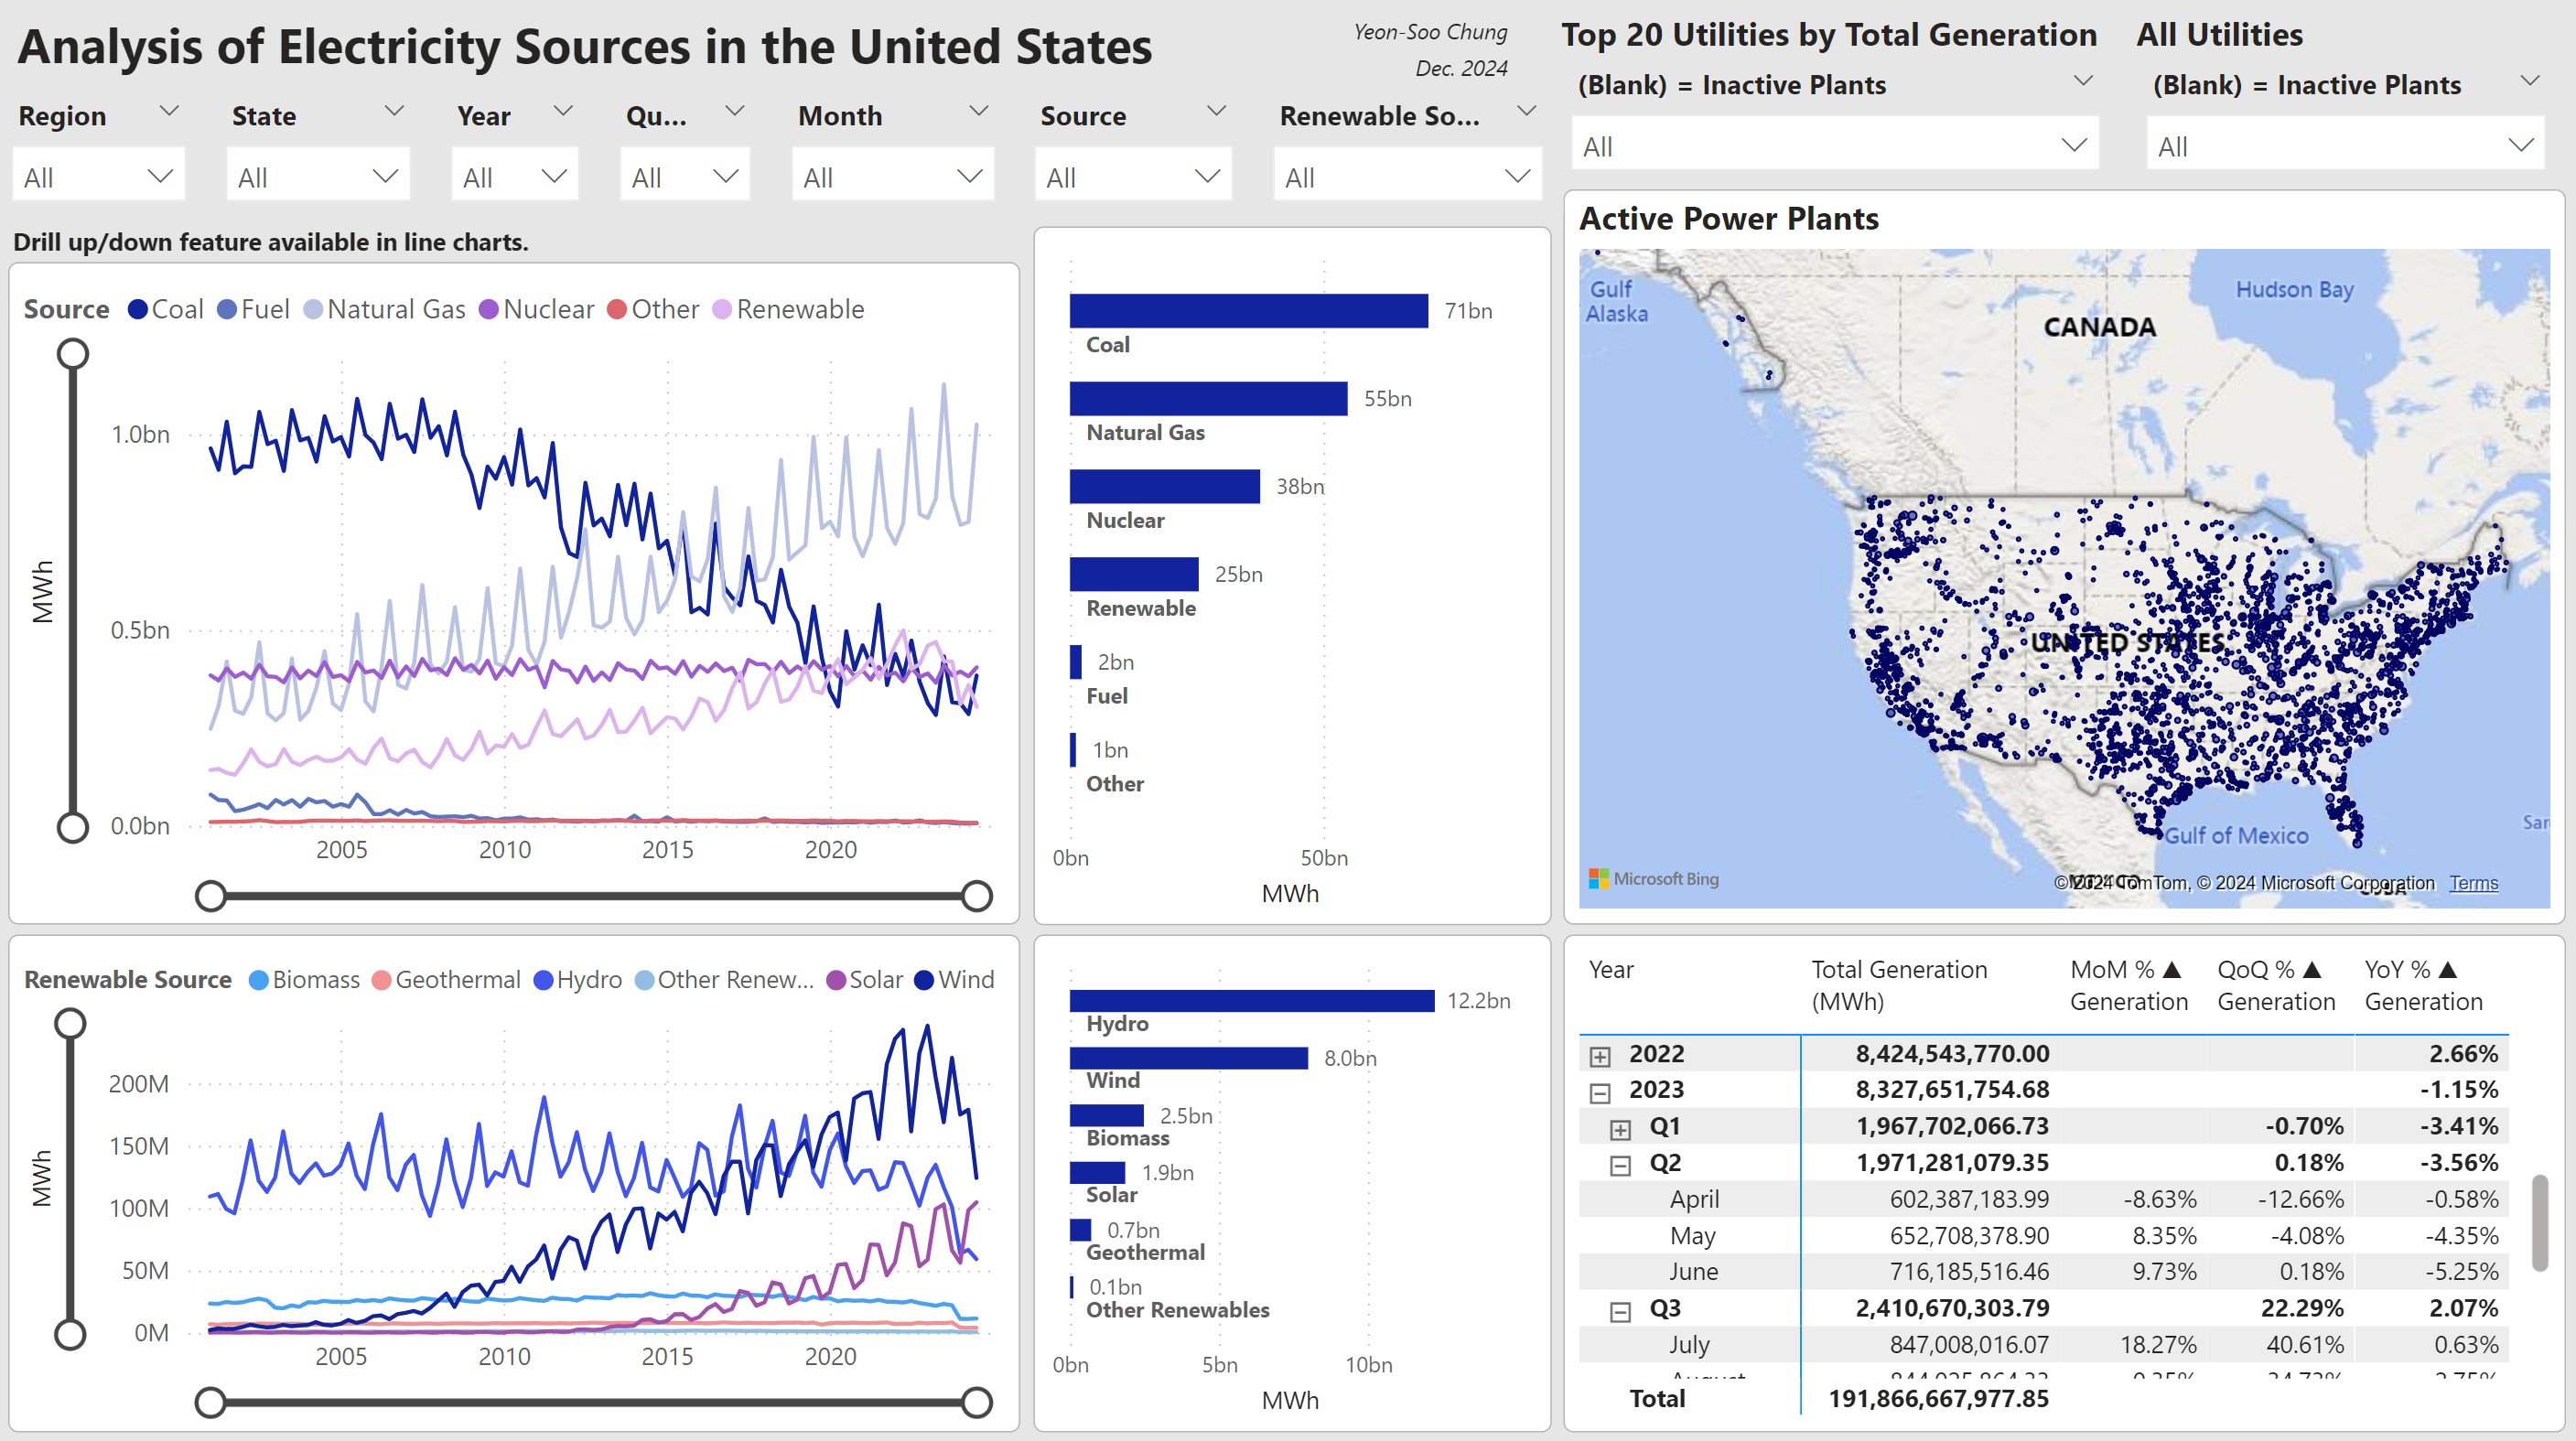 Analysis of Electricity Sources in the United States
Yeon-Soo Chung
Dec. 2024
Region
State
Year
Qu...
Month
Source
Renewable So...
All
All
All
All
All
All
All
Top 20 Utilities by Total Generation
All Utilities
(Blank) = Inactive Plants
(Blank) = Inactive Plants
All
All
Drill up/down feature available in line charts.
Source Coal Fuel Natural Gas Nuclear Other Renewable
MWh
1.0bn
0.5bn
0.0bn
2005 2010 2015 2020
71bn
Coal
55bn
Natural Gas
38bn
Nuclear
25bn
Renewable
2bn
Fuel
1bn
Other
0bn 50bn
MWh
Active Power Plants
Gulf
Alaska
Hudson Bay
CANADA
UNITED STATES
Gulf of Mexico
Sar
Microsoft Bing
© 2024 TomTom, © 2024 Microsoft Corporation Terms
Renewable Source Biomass Geothermal Hydro Other Renew... Solar Wind
MWh
200M
150M
100M
50M
0M
2005 2010 2015 2020
12.2bn
Hydro
8.0bn
Wind
2.5bn
Biomass
1.9bn
Solar
0.7bn
Geothermal
0.1bn
Other Renewables
0bn 5bn 10bn
MWh
Year Total Generation MoM % ▲ QoQ % ▲ YoY % ▲
(MWh) Generation Generation Generation
2022 8,424,543,770.00 2.66%
2023 8,327,651,754.68 -1.15%
Q1 1,967,702,066.73 -0.70% -3.41%
Q2 1,971,281,079.35 0.18% -3.56%
April 602,387,183.99 -8.63% -12.66% -0.58%
May 652,708,378.90 8.35% -4.08% -4.35%
June 716,185,516.46 9.73% 0.18% -5.25%
Q3 2,410,670,303.79 22.29% 2.07%
July 847,008,016.07 18.27% 40.61% 0.63%
Total 191,866,667,977.85